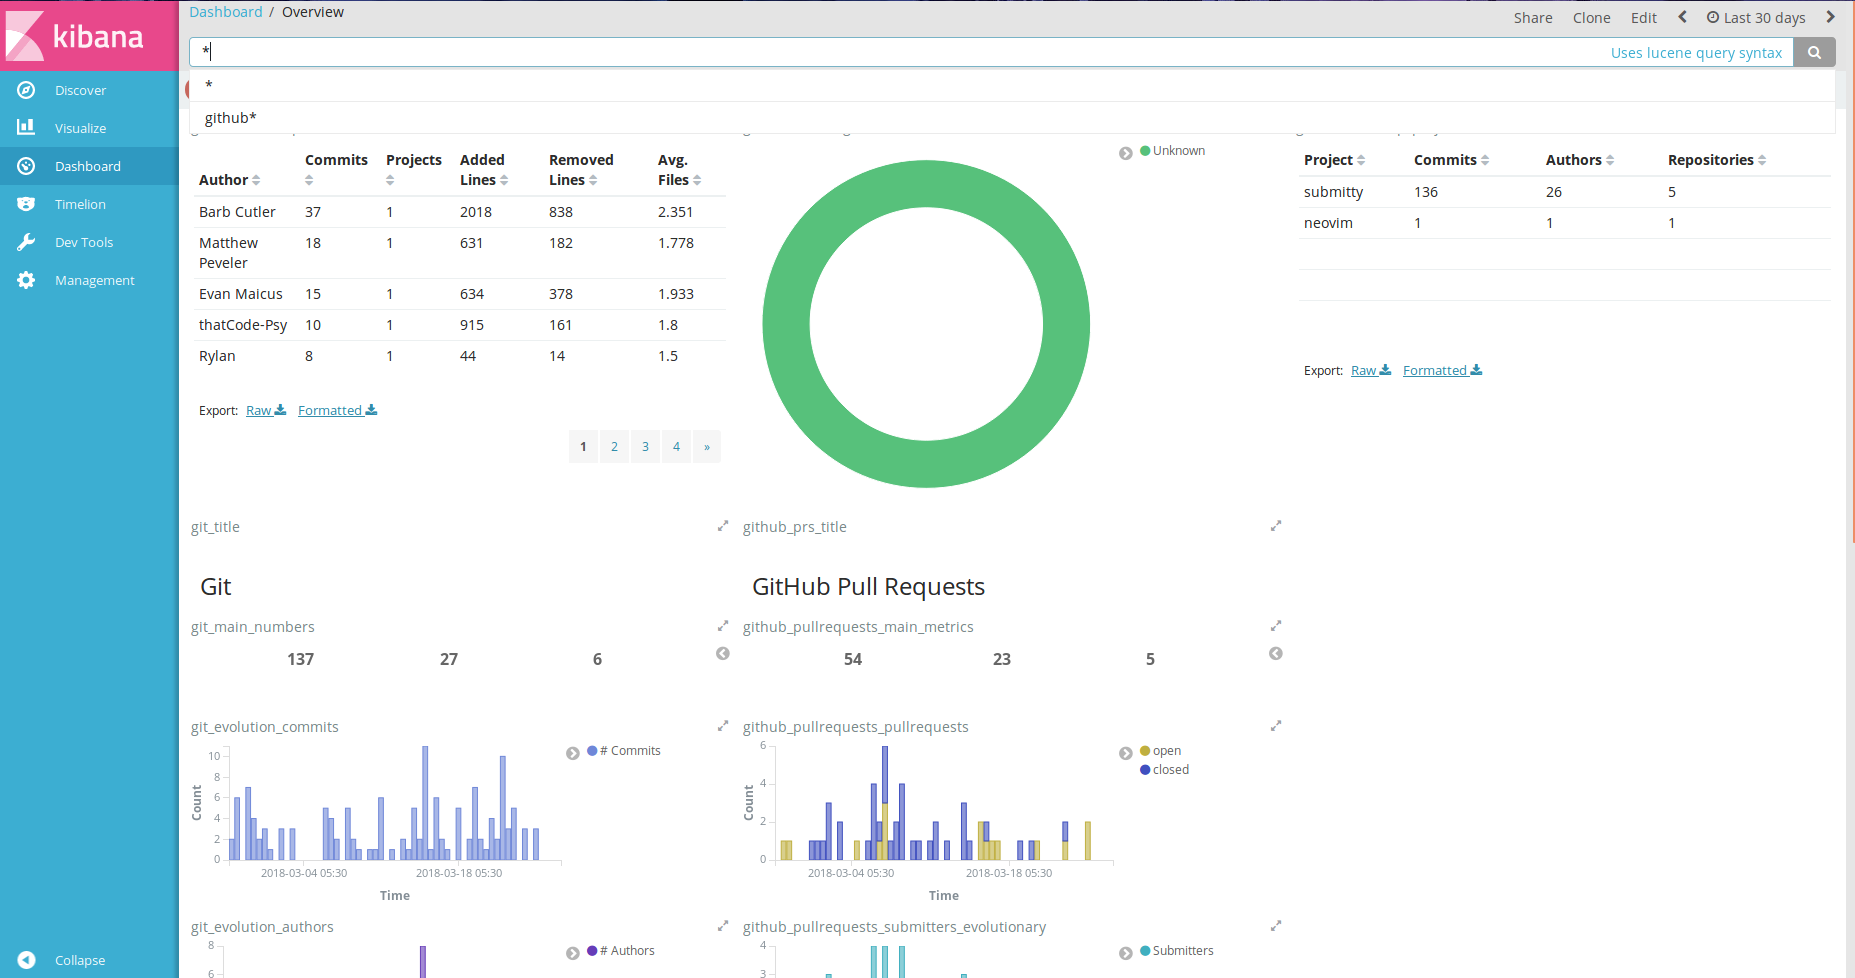 kibana
Discover
Visualize
Dashboard
Timelion
Dev Tools
Management
Collapse
Dashboard / Overview
Share Clone Edit Last 30 days
* Uses lucene query syntax
*
github*
Author Commits Projects Added Lines Removed Lines Avg. Files
Barb Cutler 37 1 2018 838 2.351
Matthew Peveler 18 1 631 182 1.778
Evan Maicus 15 1 634 378 1.933
thatCode-Psy 10 1 915 161 1.8
Rylan 8 1 44 14 1.5
Export: Raw Formatted
1 2 3 4 »
Unknown
Project Commits Authors Repositories
submitty 136 26 5
neovim 1 1 1
Export: Raw Formatted
git_title
Git
github_prs_title
GitHub Pull Requests
git_main_numbers
137 27 6
github_pullrequests_main_metrics
54 23 5
git_evolution_commits
10
8
6
4
2
0
Count
2018-03-04 05:30 2018-03-18 05:30
Time
# Commits
github_pullrequests_pullrequests
6
4
2
0
Count
2018-03-04 05:30 2018-03-18 05:30
Time
open
closed
git_evolution_authors
8
6
# Authors
github_pullrequests_submitters_evolutionary
4
3
Submitters